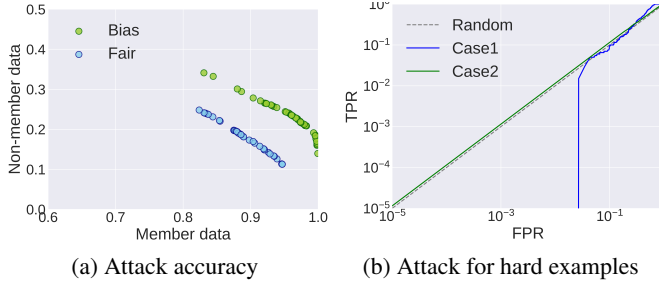 0.5
0.4
0.3
0.2
0.1
0.0
Non-member data
Bias
Fair
0.6
0.7
0.8
0.9
1.0
Member data
(a) Attack accuracy
10⁰
10⁻¹
10⁻²
10⁻³
10⁻⁴
10⁻⁵
TPR
Random
Case1
Case2
10⁻⁵
10⁻³
10⁻¹
FPR
(b) Attack for hard examples